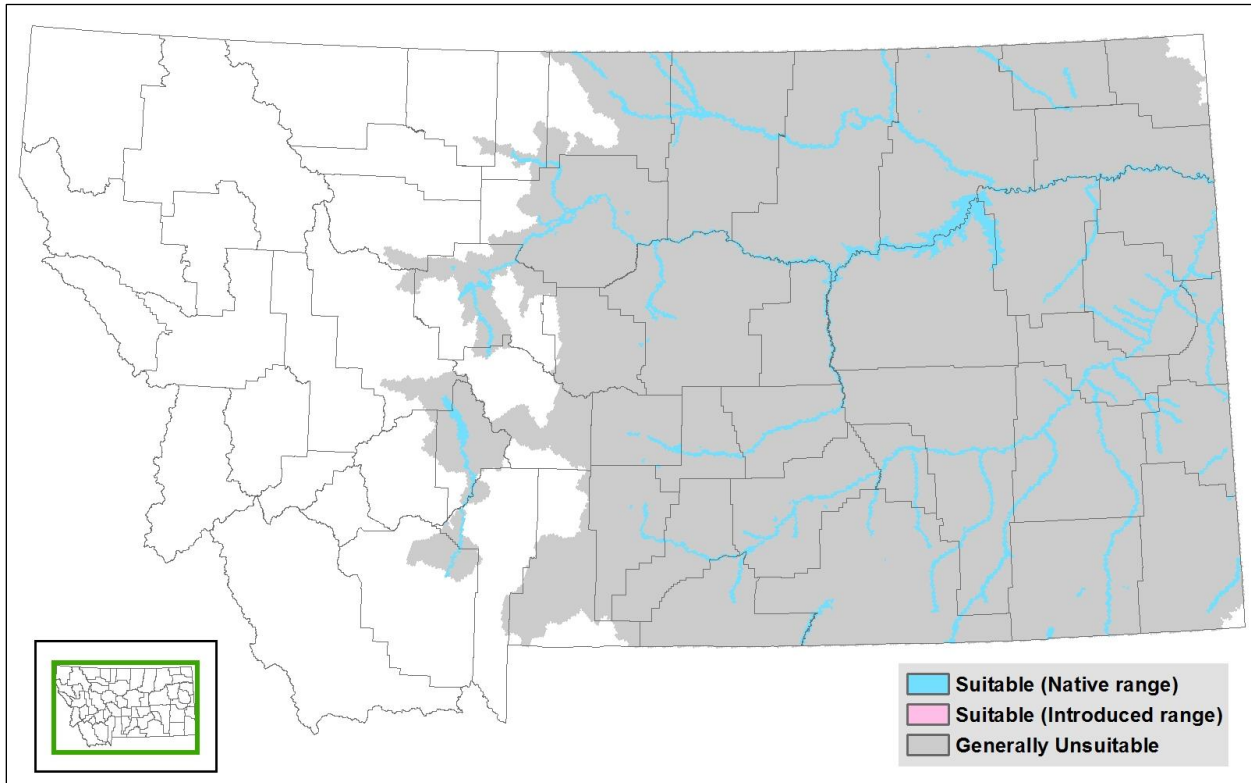 Suitable (Native range)
Suitable (Introduced range)
Generally Unsuitable